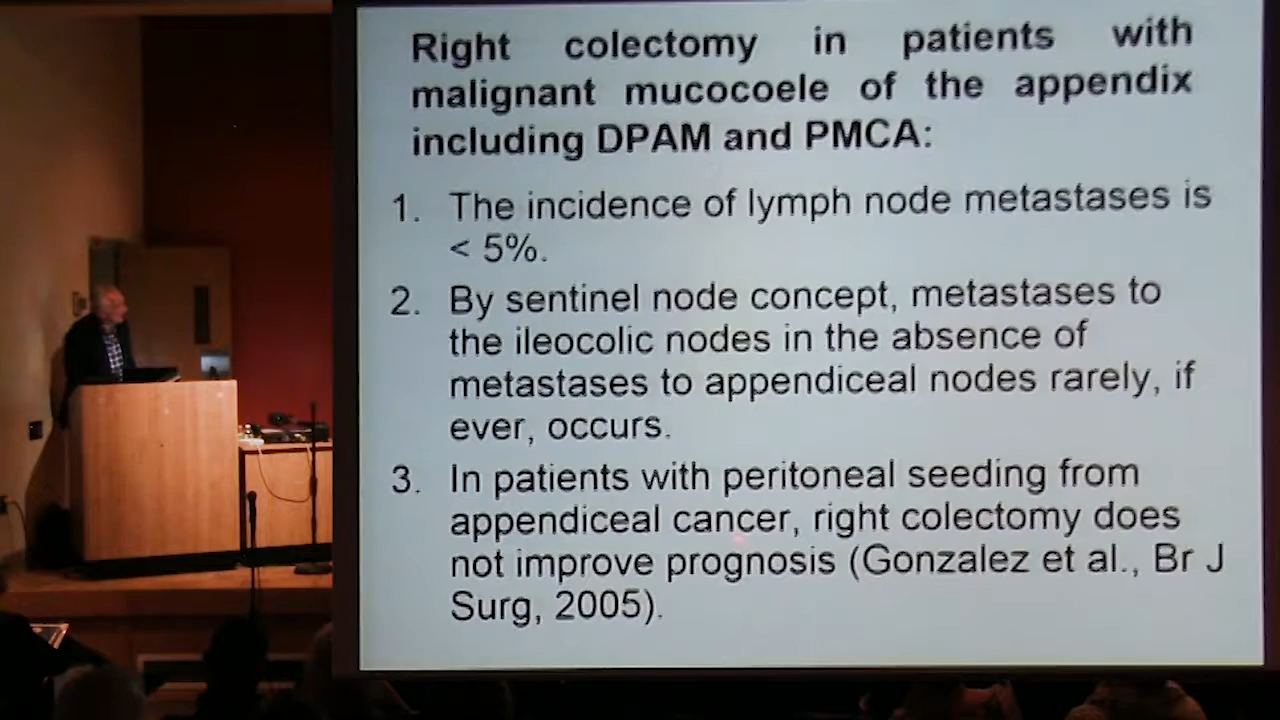 Right colectomy in patients with
malignant mucocoele of the appendix
including DPAM and PMCA:
1. The incidence of lymph node metastases is
< 5%.
2. By sentinel node concept, metastases to
the ileocolic nodes in the absence of
metastases to appendiceal nodes rarely, if
ever, occurs.
3. In patients with peritoneal seeding from
appendiceal cancer, right colectomy does
not improve prognosis (Gonzalez et al., Br J
Surg, 2005).